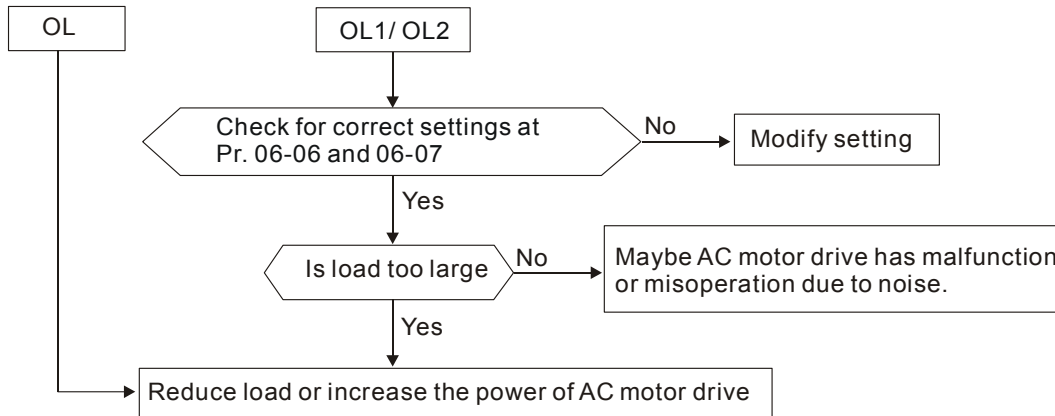 OL
OL1/ OL2
Check for correct settings at
Pr. 06-06 and 06-07
No
Modify setting
Yes
Is load too large
No
Maybe AC motor drive has malfunction
or misoperation due to noise.
Yes
Reduce load or increase the power of AC motor drive